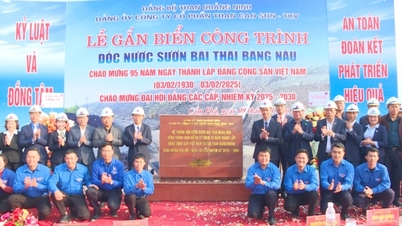 ĐẢNG BỘ THAN QUẢNG NINH
ĐẢNG ỦY CÔNG TY CỔ PHẦN THAN CAO SƠN - TKV
LỄ GẮN BIỂN CÔNG TRÌNH
DỐC NƯỚC SƯỜN BÃI THẢI BÀNG NÂU
CHÀO MỪNG 95 NĂM NGÀY THÀNH LẬP ĐẢNG CỘNG SẢN VIỆT NAM
(03/02/1930 - 03/02/2025)
CHÀO MỪNG ĐẠI HỘI ĐẢNG CÁC CẤP, NHIỆM KỲ 2025 - 2030
KỶ LUẬT
VÀ
ĐỒNG TÂM
AN TOÀN
ĐOÀN KẾT
PHÁT TRIỂN
HIỆU QUẢ